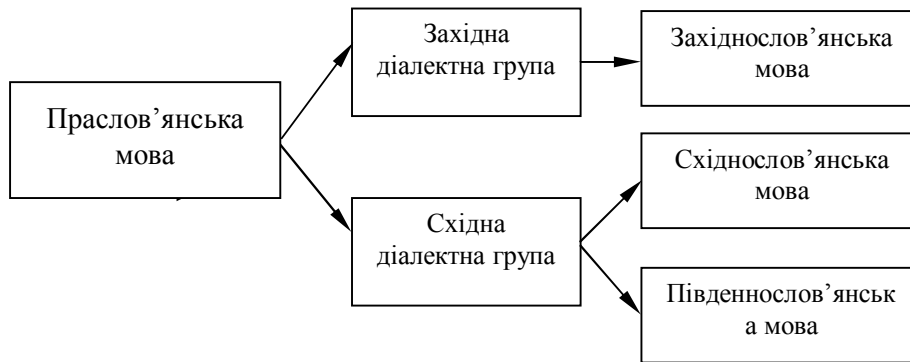 Західна
діалектна група
Західнослов’янська
мова
Праслов’янська
мова
Східнослов’янська
мова
Східна
діалектна група
Південнослов’янськ
а мова